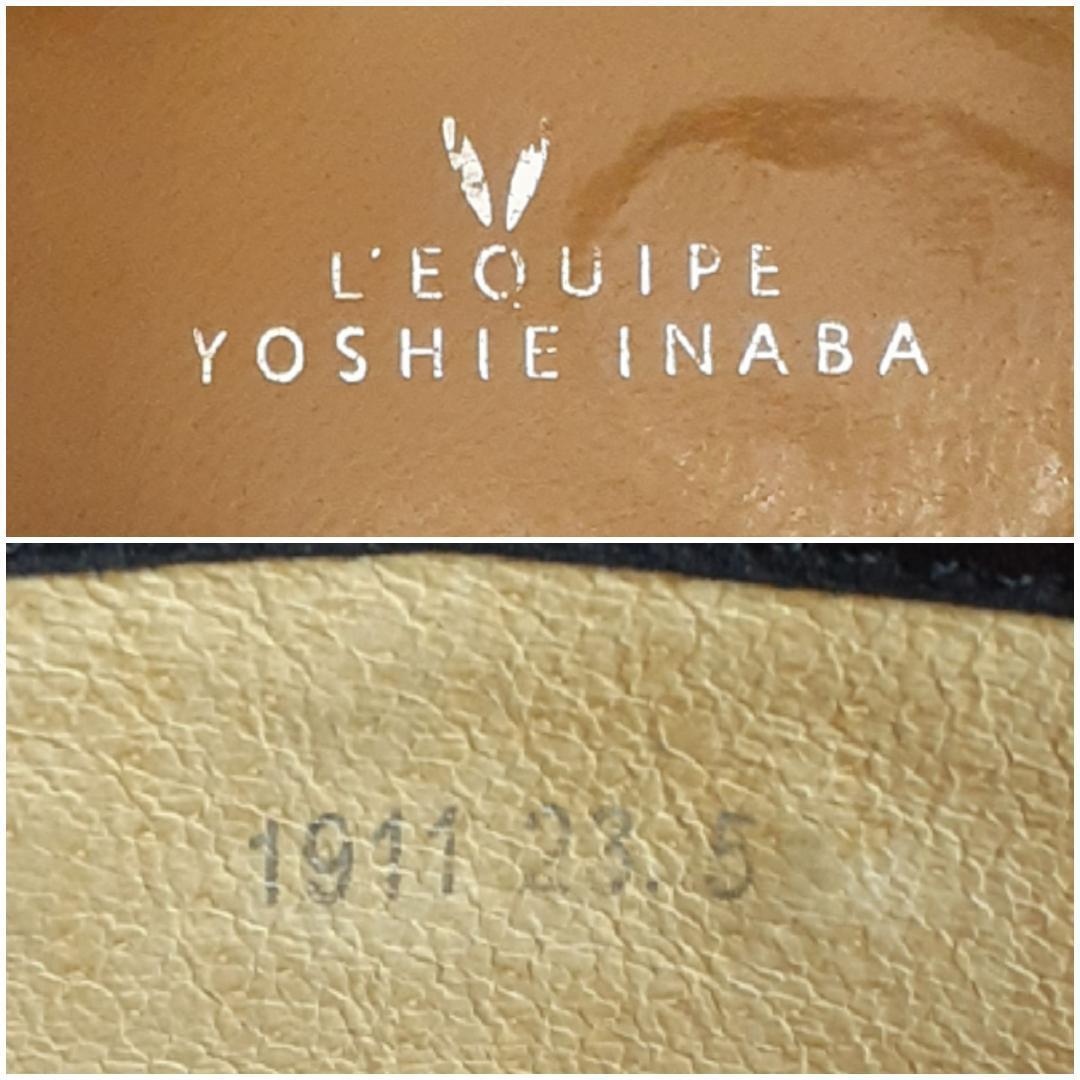 L'EQUIPE
YOSHIE INABA
1911 23.5